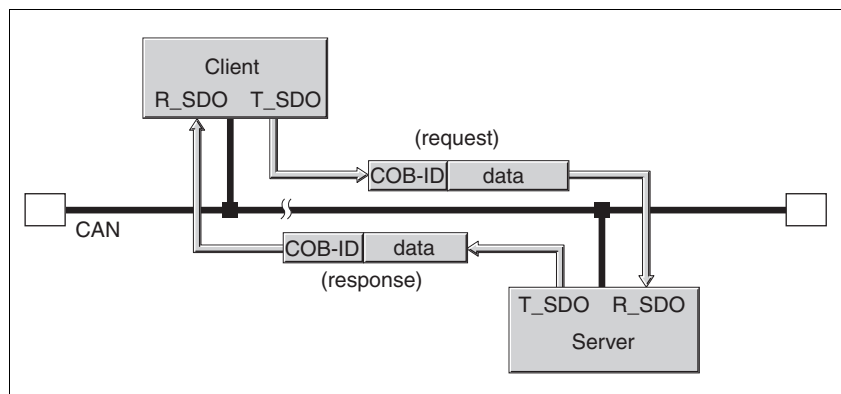 Client
R_SDO T_SDO
(request)
COB-ID data
CAN
COB-ID data
(response)
T_SDO R_SDO
Server